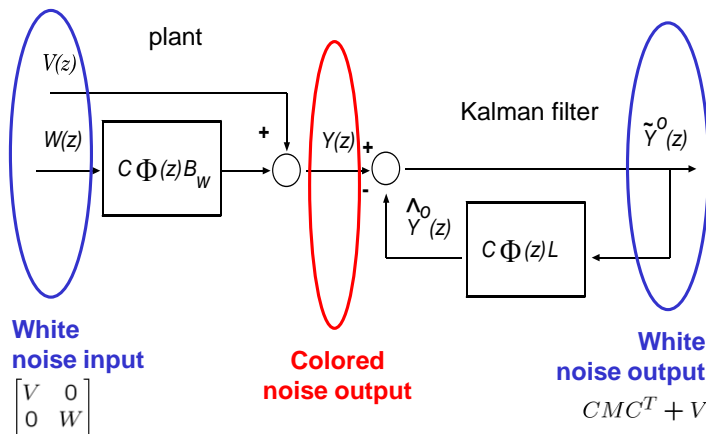 plant
V(z)
Kalman filter
W(z)
+
Y(z)
+
Ỹ°(z)
CΦ(z)B_W
-
Ŷ°(z)
CΦ(z)L
White
noise input
Colored
noise output
White
noise output
[V 0
0 W]
CMC^T + V